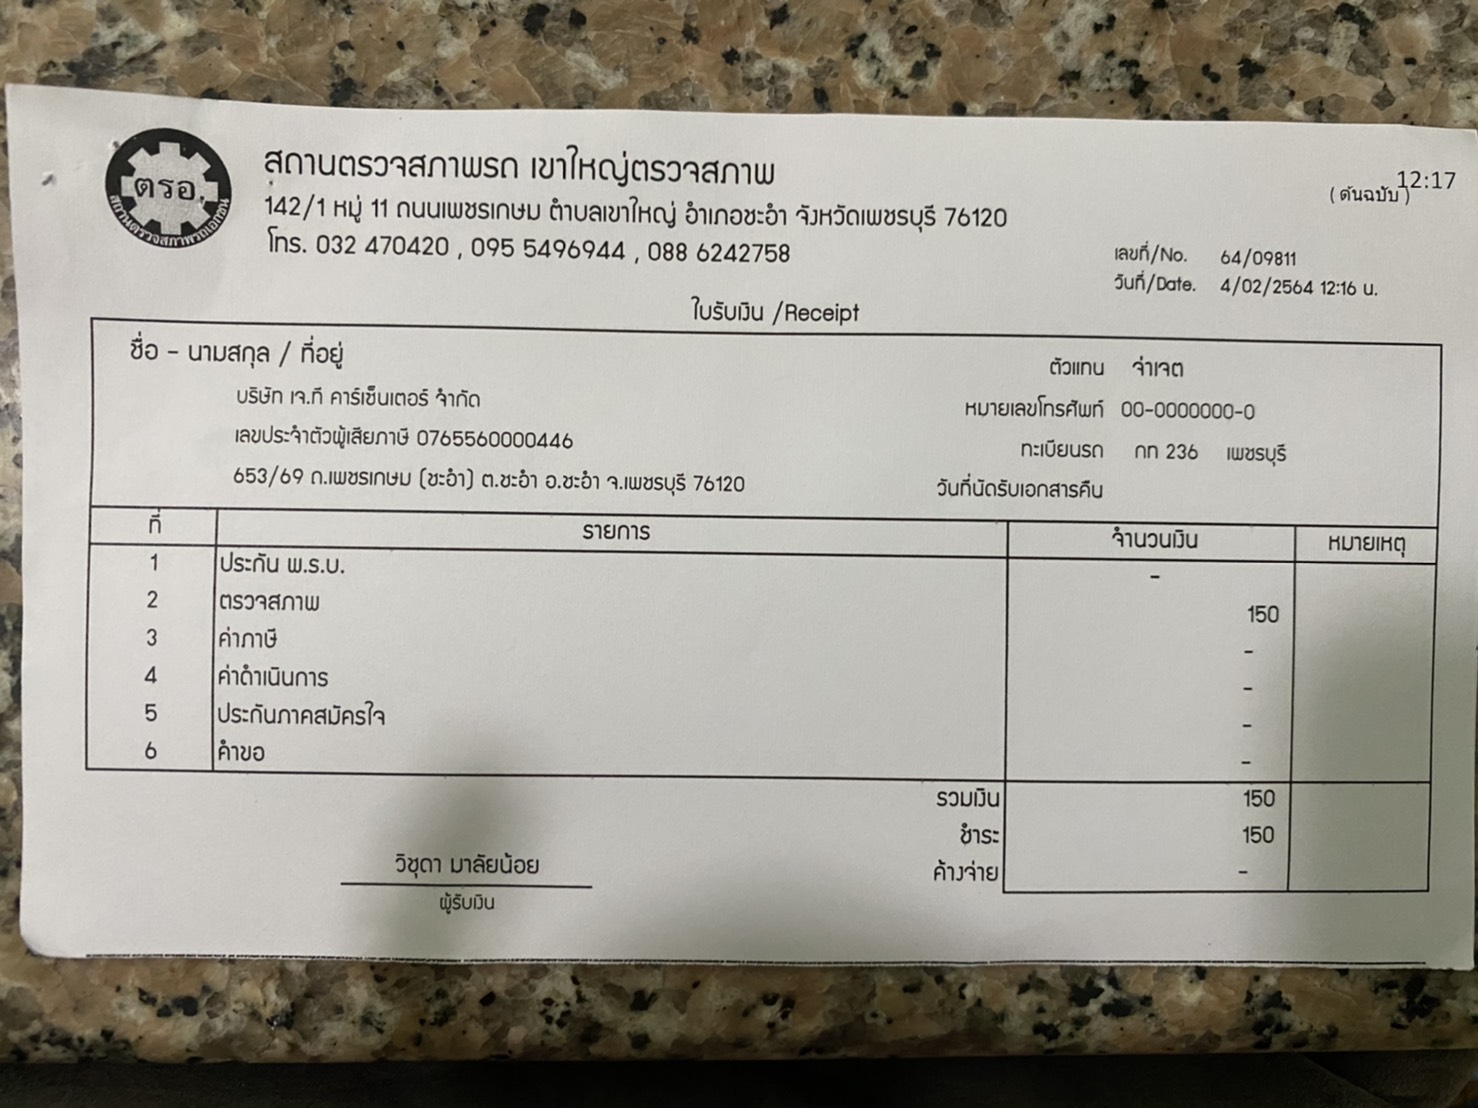 ตรอ.
สถานตรวจสภาพรถเอกชน
สถานตรวจสภาพรถ เขาใหญ่ตรวจสภาพ
142/1 หมู่ 11 ถนนเพชรเกษม ตำบลเขาใหญ่ อำเภอชะอำ จังหวัดเพชรบุรี 76120
โทร. 032 470420 , 095 5496944 , 088 6242758
12:17
( ต้นฉบับ )
เลขที่/No. 64/09811
วันที่/Date. 4/02/2564 12:16 น.
ใบรับเงิน /Receipt
ชื่อ - นามสกุล / ที่อยู่
บริษัท เจ.ที คาร์เซ็นเตอร์ จำกัด
เลขประจำตัวผู้เสียภาษี 0765560000446
653/69 ถ.เพชรเกษม (ชะอำ) ต.ชะอำ อ.ชะอำ จ.เพชรบุรี 76120
ตัวแทน จ่าเจต
หมายเลขโทรศัพท์ 00-0000000-0
ทะเบียนรถ กท 236 เพชรบุรี
วันที่นัดรับเอกสารคืน
ที่ รายการ จำนวนเงิน หมายเหตุ
1 ประกัน พ.ร.บ. -
2 ตรวจสภาพ 150
3 ค่าภาษี -
4 ค่าดำเนินการ -
5 ประกันภาคสมัครใจ -
6 คำขอ -
รวมเงิน 150
ชำระ 150
ค้างจ่าย -
วิชุดา มาลัยน้อย
ผู้รับเงิน